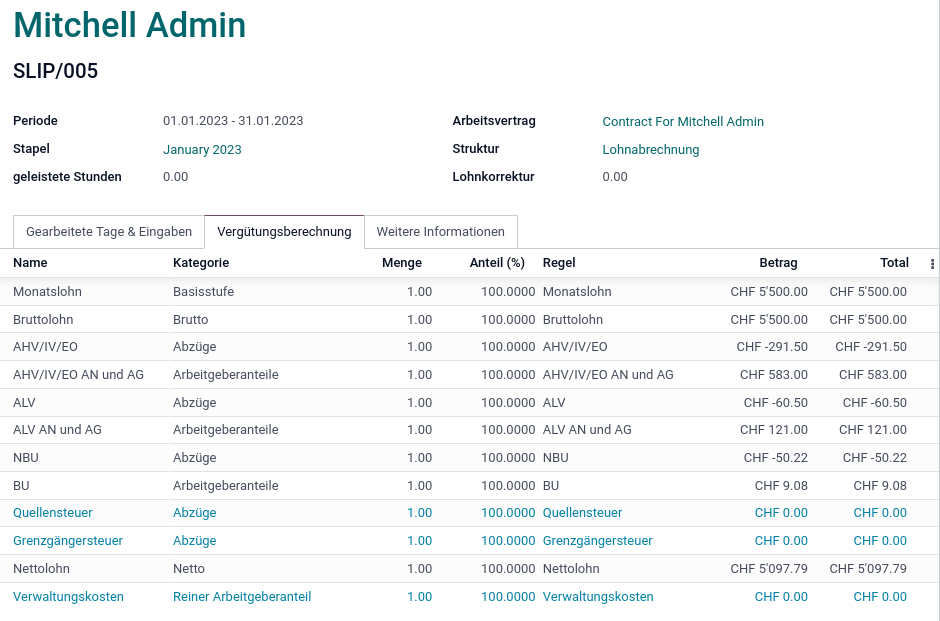 Mitchell Admin
SLIP/005
Periode 01.01.2023 - 31.01.2023 Arbeitsvertrag Contract For Mitchell Admin
Stapel January 2023 Struktur Lohnabrechnung
geleistete Stunden 0.00 Lohnkorrektur 0.00
Gearbeitete Tage & Eingaben Vergütungsberechnung Weitere Informationen
Name Kategorie Menge Anteil (%) Regel Betrag Total
Monatslohn Basisstufe 1.00 100.0000 Monatslohn CHF 5'500.00 CHF 5'500.00
Bruttolohn Brutto 1.00 100.0000 Bruttolohn CHF 5'500.00 CHF 5'500.00
AHV/IV/EO Abzüge 1.00 100.0000 AHV/IV/EO CHF -291.50 CHF -291.50
AHV/IV/EO AN und AG Arbeitgeberanteile 1.00 100.0000 AHV/IV/EO AN und AG CHF 583.00 CHF 583.00
ALV Abzüge 1.00 100.0000 ALV CHF -60.50 CHF -60.50
ALV AN und AG Arbeitgeberanteile 1.00 100.0000 ALV AN und AG CHF 121.00 CHF 121.00
NBU Abzüge 1.00 100.0000 NBU CHF -50.22 CHF -50.22
BU Arbeitgeberanteile 1.00 100.0000 BU CHF 9.08 CHF 9.08
Quellensteuer Abzüge 1.00 100.0000 Quellensteuer CHF 0.00 CHF 0.00
Grenzgängersteuer Abzüge 1.00 100.0000 Grenzgängersteuer CHF 0.00 CHF 0.00
Nettolohn Netto 1.00 100.0000 Nettolohn CHF 5'097.79 CHF 5'097.79
Verwaltungskosten Reiner Arbeitgeberanteil 1.00 100.0000 Verwaltungskosten CHF 0.00 CHF 0.00